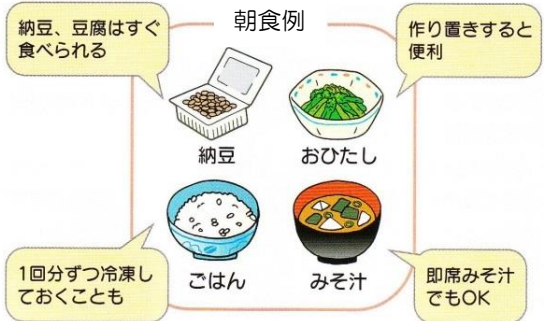 朝食例
納豆、豆腐はすぐ
食べられる
作り置きすると
便利
納豆
おひたし
ごはん
みそ汁
1回分ずつ冷凍し
ておくことも
即席みそ汁
でもOK